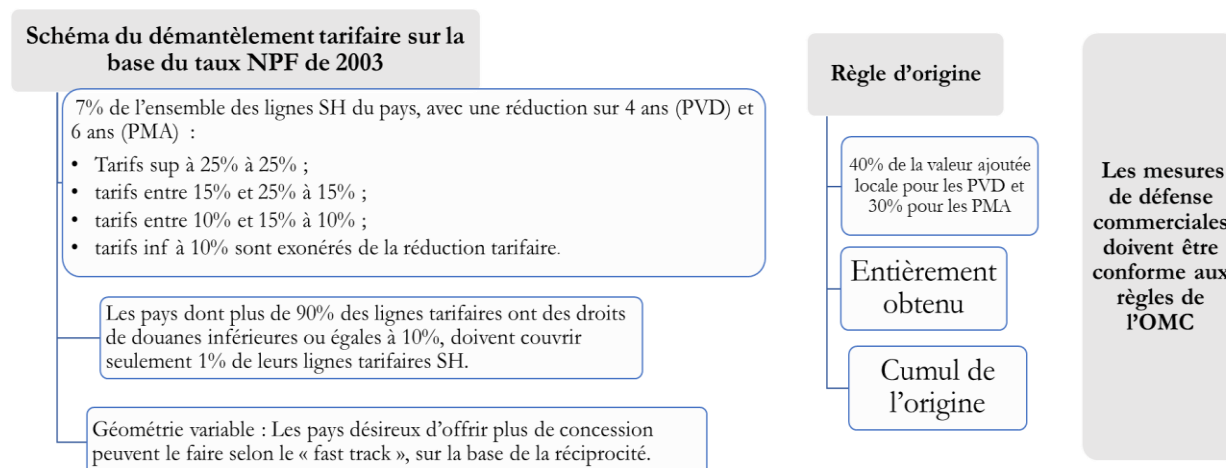 Schéma du démantèlement tarifaire sur la
base du taux NPF de 2003
7% de l'ensemble des lignes SH du pays, avec une réduction sur 4 ans (PVD) et
6 ans (PMA) :
• Tarifs sup à 25% à 25% ;
• tarifs entre 15% et 25% à 15% ;
• tarifs entre 10% et 15% à 10% ;
• tarifs inf à 10% sont exonérés de la réduction tarifaire.
Les pays dont plus de 90% des lignes tarifaires ont des droits
de douanes inférieures ou égales à 10%, doivent couvrir
seulement 1% de leurs lignes tarifaires SH.
Géométrie variable : Les pays désireux d'offrir plus de concession
peuvent le faire selon le « fast track », sur la base de la réciprocité.
Règle d'origine
40% de la valeur ajoutée
locale pour les PVD et
30% pour les PMA
Entièrement
obtenu
Cumul de
l'origine
Les mesures
de défense
commerciales
doivent être
conforme aux
règles de
l'OMC